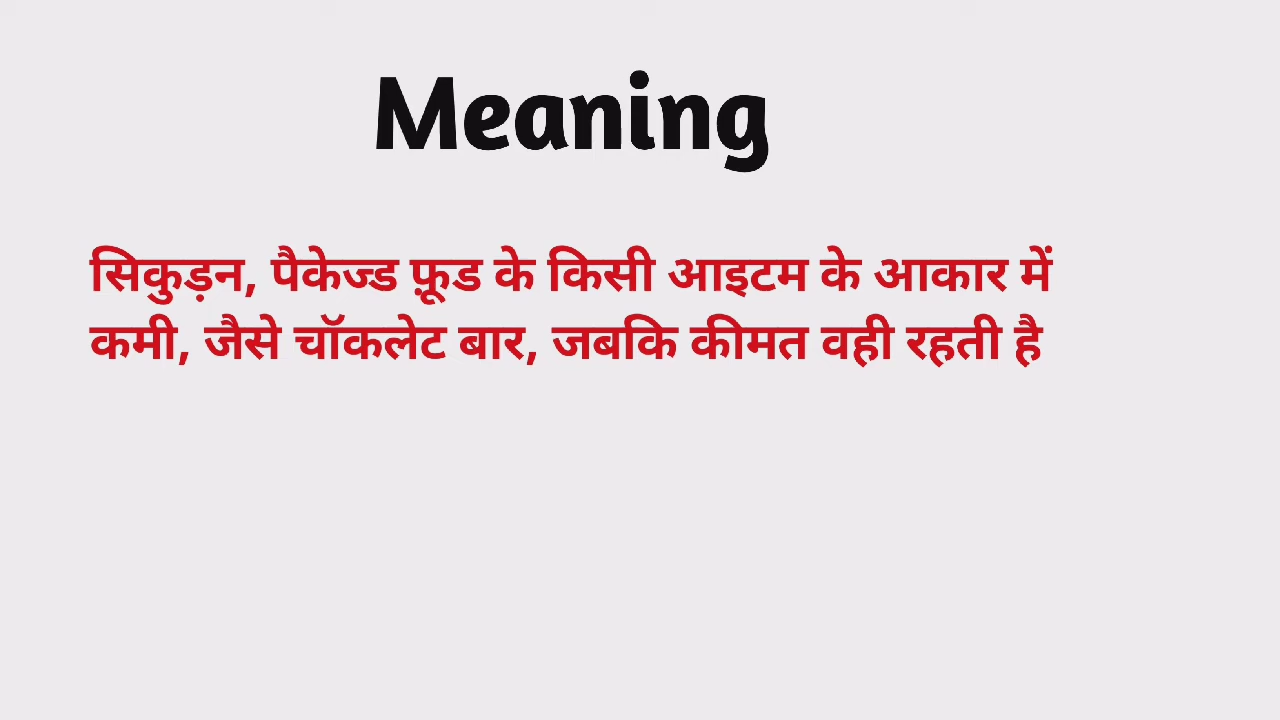 Meaning
सिकुड़न, पैकेज्ड फ़ूड के किसी आइटम के आकार में
कमी, जैसे चॉकलेट बार, जबकि कीमत वही रहती है